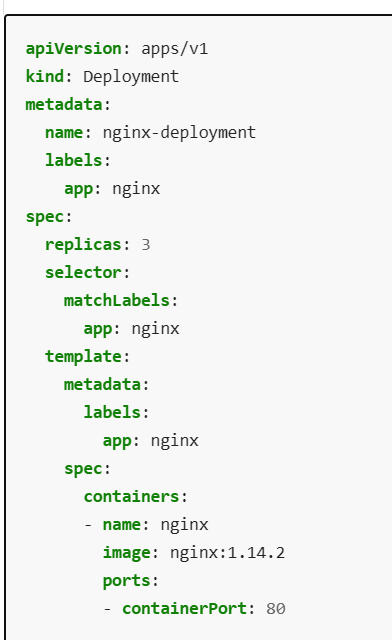 apiVersion: apps/v1
kind: Deployment
metadata:
  name: nginx-deployment
  labels:
    app: nginx
spec:
  replicas: 3
  selector:
    matchLabels:
      app: nginx
  template:
    metadata:
      labels:
        app: nginx
    spec:
      containers:
      - name: nginx
        image: nginx:1.14.2
        ports:
        - containerPort: 80